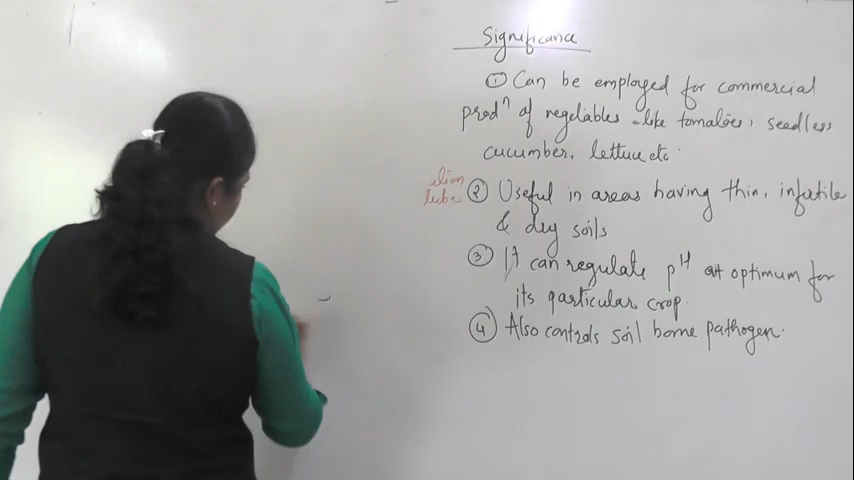 Significance
① Can be employed for commercial
prodⁿ of vegetables - like tomatoes, seedless
cucumber, lettuce etc.
② Useful in areas having thin, infertile
& dry soils
③ It can regulate pH at optimum for
its particular crop.
④ Also controls soil borne pathogen.
tube